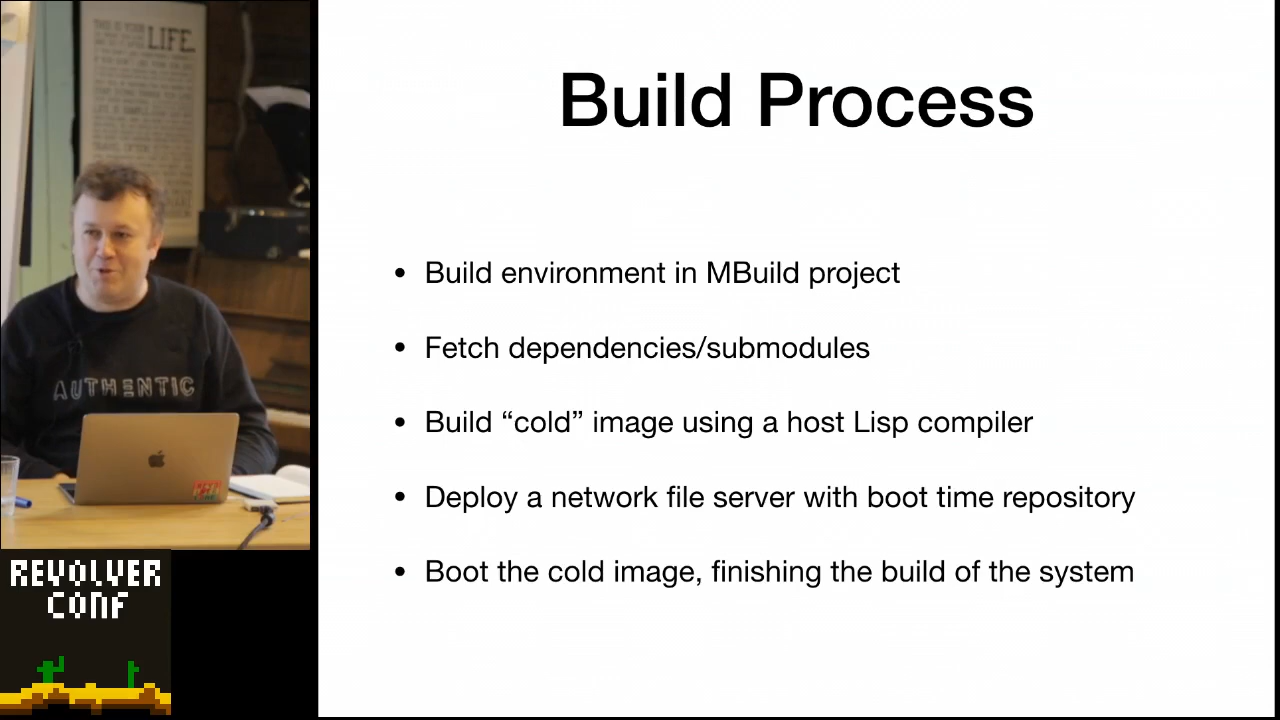 LIFE.
AUTHENTIC
REVOLVER
CONF
Build Process
• Build environment in MBuild project
• Fetch dependencies/submodules
• Build “cold” image using a host Lisp compiler
• Deploy a network file server with boot time repository
• Boot the cold image, finishing the build of the system